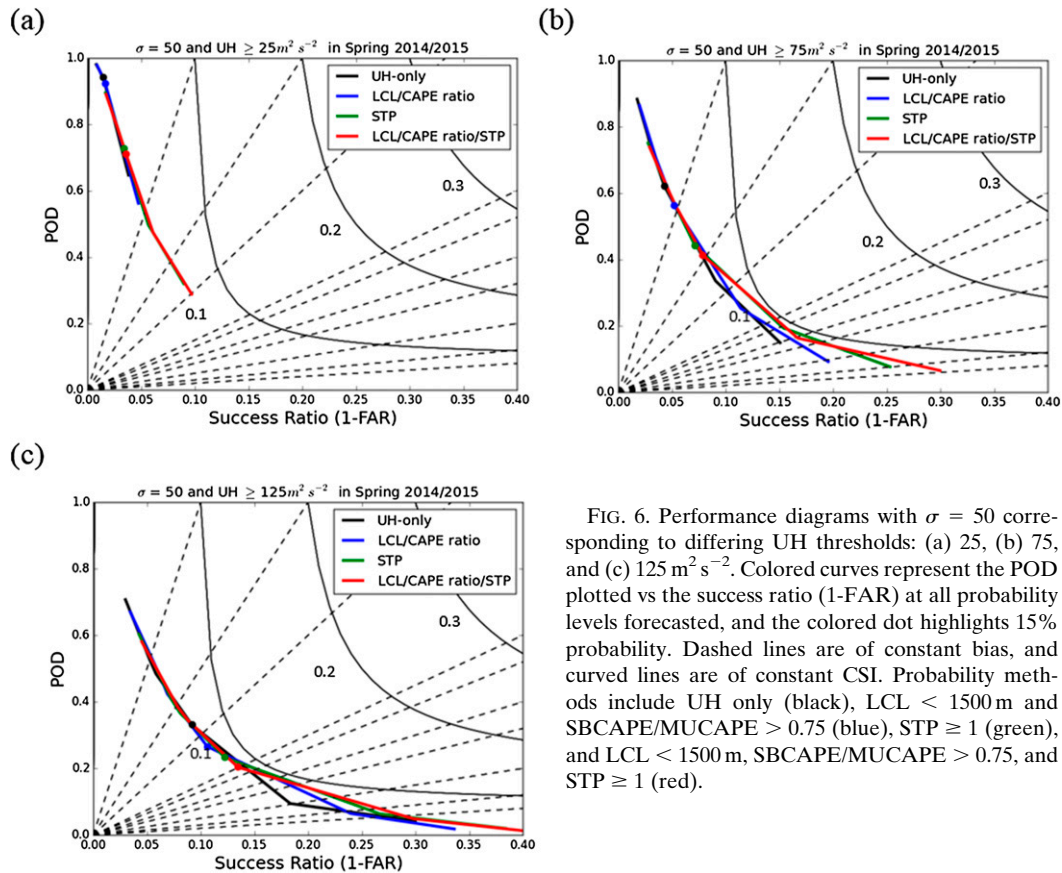 (a)
σ = 50 and UH ≥ 25m² s⁻² in Spring 2014/2015
UH-only
LCL/CAPE ratio
STP
LCL/CAPE ratio/STP
0.3
0.2
0.1
1.0
0.8
0.6
0.4
0.2
0.0
POD
0.00 0.05 0.10 0.15 0.20 0.25 0.30 0.35 0.40
Success Ratio (1-FAR)
(b)
σ = 50 and UH ≥ 75m² s⁻² in Spring 2014/2015
UH-only
LCL/CAPE ratio
STP
LCL/CAPE ratio/STP
0.3
0.2
0.1
1.0
0.8
0.6
0.4
0.2
0.0
POD
0.00 0.05 0.10 0.15 0.20 0.25 0.30 0.35 0.40
Success Ratio (1-FAR)
(c)
σ = 50 and UH ≥ 125m² s⁻² in Spring 2014/2015
UH-only
LCL/CAPE ratio
STP
LCL/CAPE ratio/STP
0.3
0.2
0.1
1.0
0.8
0.6
0.4
0.2
0.0
POD
0.00 0.05 0.10 0.15 0.20 0.25 0.30 0.35 0.40
Success Ratio (1-FAR)
FIG. 6. Performance diagrams with σ = 50 corre-
sponding to differing UH thresholds: (a) 25, (b) 75,
and (c) 125 m² s⁻². Colored curves represent the POD
plotted vs the success ratio (1-FAR) at all probability
levels forecasted, and the colored dot highlights 15%
probability. Dashed lines are of constant bias, and
curved lines are of constant CSI. Probability meth-
ods include UH only (black), LCL < 1500 m and
SBCAPE/MUCAPE > 0.75 (blue), STP ≥ 1 (green),
and LCL < 1500 m, SBCAPE/MUCAPE > 0.75, and
STP ≥ 1 (red).